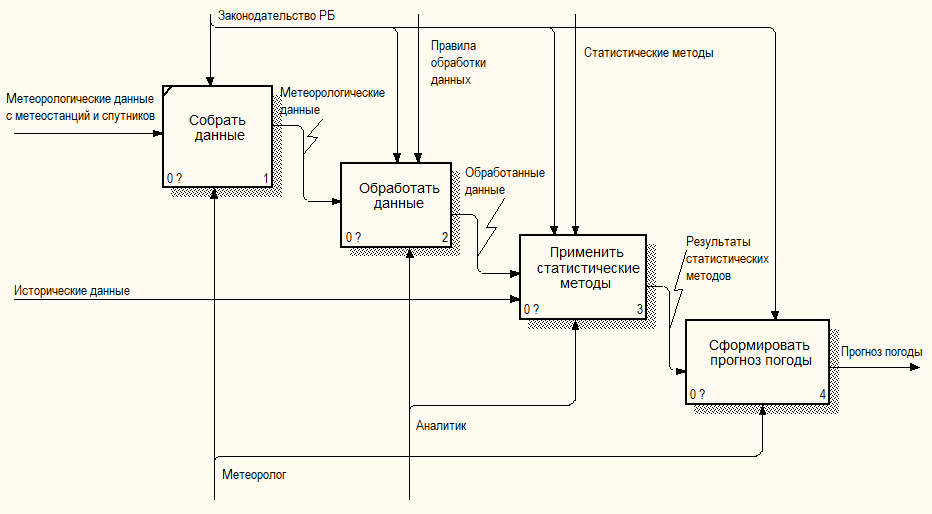 Законодательство РБ
Правила
обработки
данных
Статистические методы
Метеорологические данные
с метеостанций и спутников
Собрать
данные
0 ?
1
Метеорологические
данные
Обработать
данные
0 ?
2
Обработанные
данные
Применить
статистические
методы
0 ?
3
Исторические данные
Результаты
статистических
методов
Сформировать
прогноз погоды
0 ?
4
Прогноз погоды
Аналитик
Метеоролог